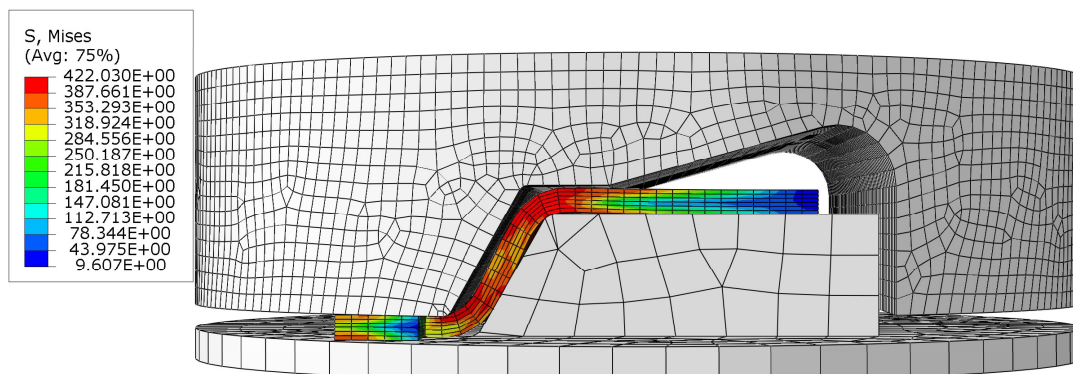 S, Mises
(Avg: 75%)
422.030E+00
387.661E+00
353.293E+00
318.924E+00
284.556E+00
250.187E+00
215.818E+00
181.450E+00
147.081E+00
112.713E+00
78.344E+00
43.975E+00
9.607E+00